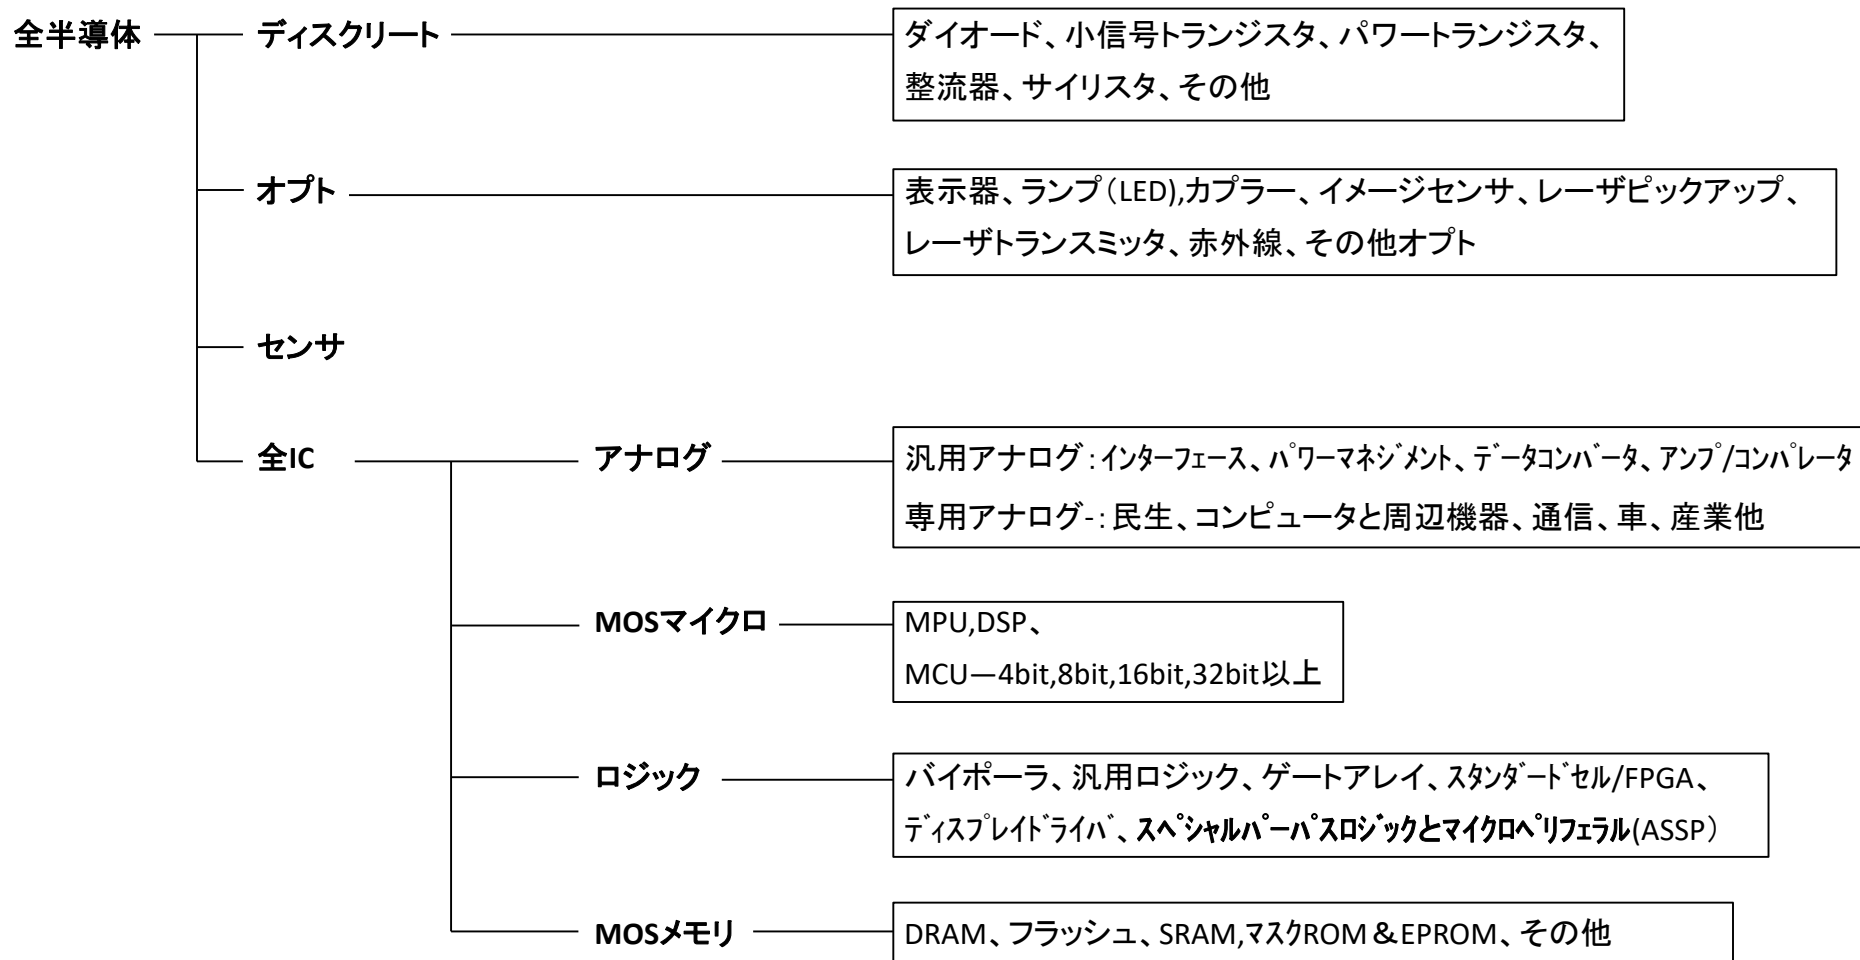 全半導体
ディスクリート
ダイオード、小信号トランジスタ、パワートランジスタ、
整流器、サイリスタ、その他
オプト
表示器、ランプ（LED),カプラー、イメージセンサ、レーザピックアップ、
レーザトランスミッタ、赤外線、その他オプト
センサ
全IC
アナログ
汎用アナログ：ｲﾝﾀｰﾌｪｰｽ、ﾊﾟﾜｰﾏﾈｼﾞﾒﾝﾄ、ﾃﾞｰﾀｺﾝﾊﾞｰﾀ、ｱﾝﾌﾟ/ｺﾝﾊﾟﾚｰﾀ
専用アナログ-：民生、コンピュータと周辺機器、通信、車、産業他
MOSマイクロ
MPU,DSP、
MCU―4bit,8bit,16bit,32bit以上
ロジック
バイポーラ、汎用ロジック、ゲートアレイ、ｽﾀﾝﾀﾞｰﾄﾞｾﾙ/FPGA、
ﾃﾞｨｽﾌﾟﾚｲﾄﾞﾗｲﾊﾞ、ｽﾍﾟｼｬﾙﾊﾟｰﾊﾟｽﾛｼﾞｯｸとﾏｲｸﾛﾍﾟﾘﾌｪﾗﾙ(ASSP）
MOSメモリ
DRAM、フラッシュ、SRAM,ﾏｽｸROM＆EPROM、その他